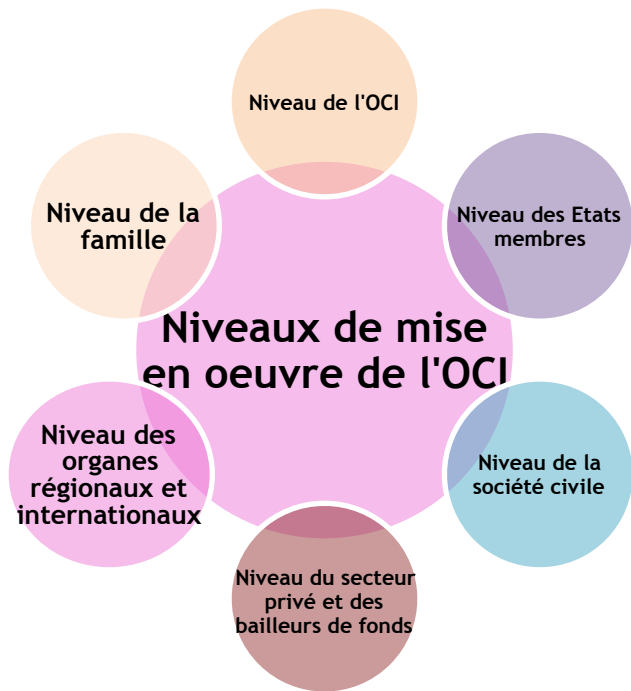 Niveau de l'OCI
Niveau des Etats
membres
Niveau de la
société civile
Niveau du secteur
privé et des
bailleurs de fonds
Niveau des
organes
régionaux et
internationaux
Niveau de la
famille
Niveaux de mise
en oeuvre de l'OCI